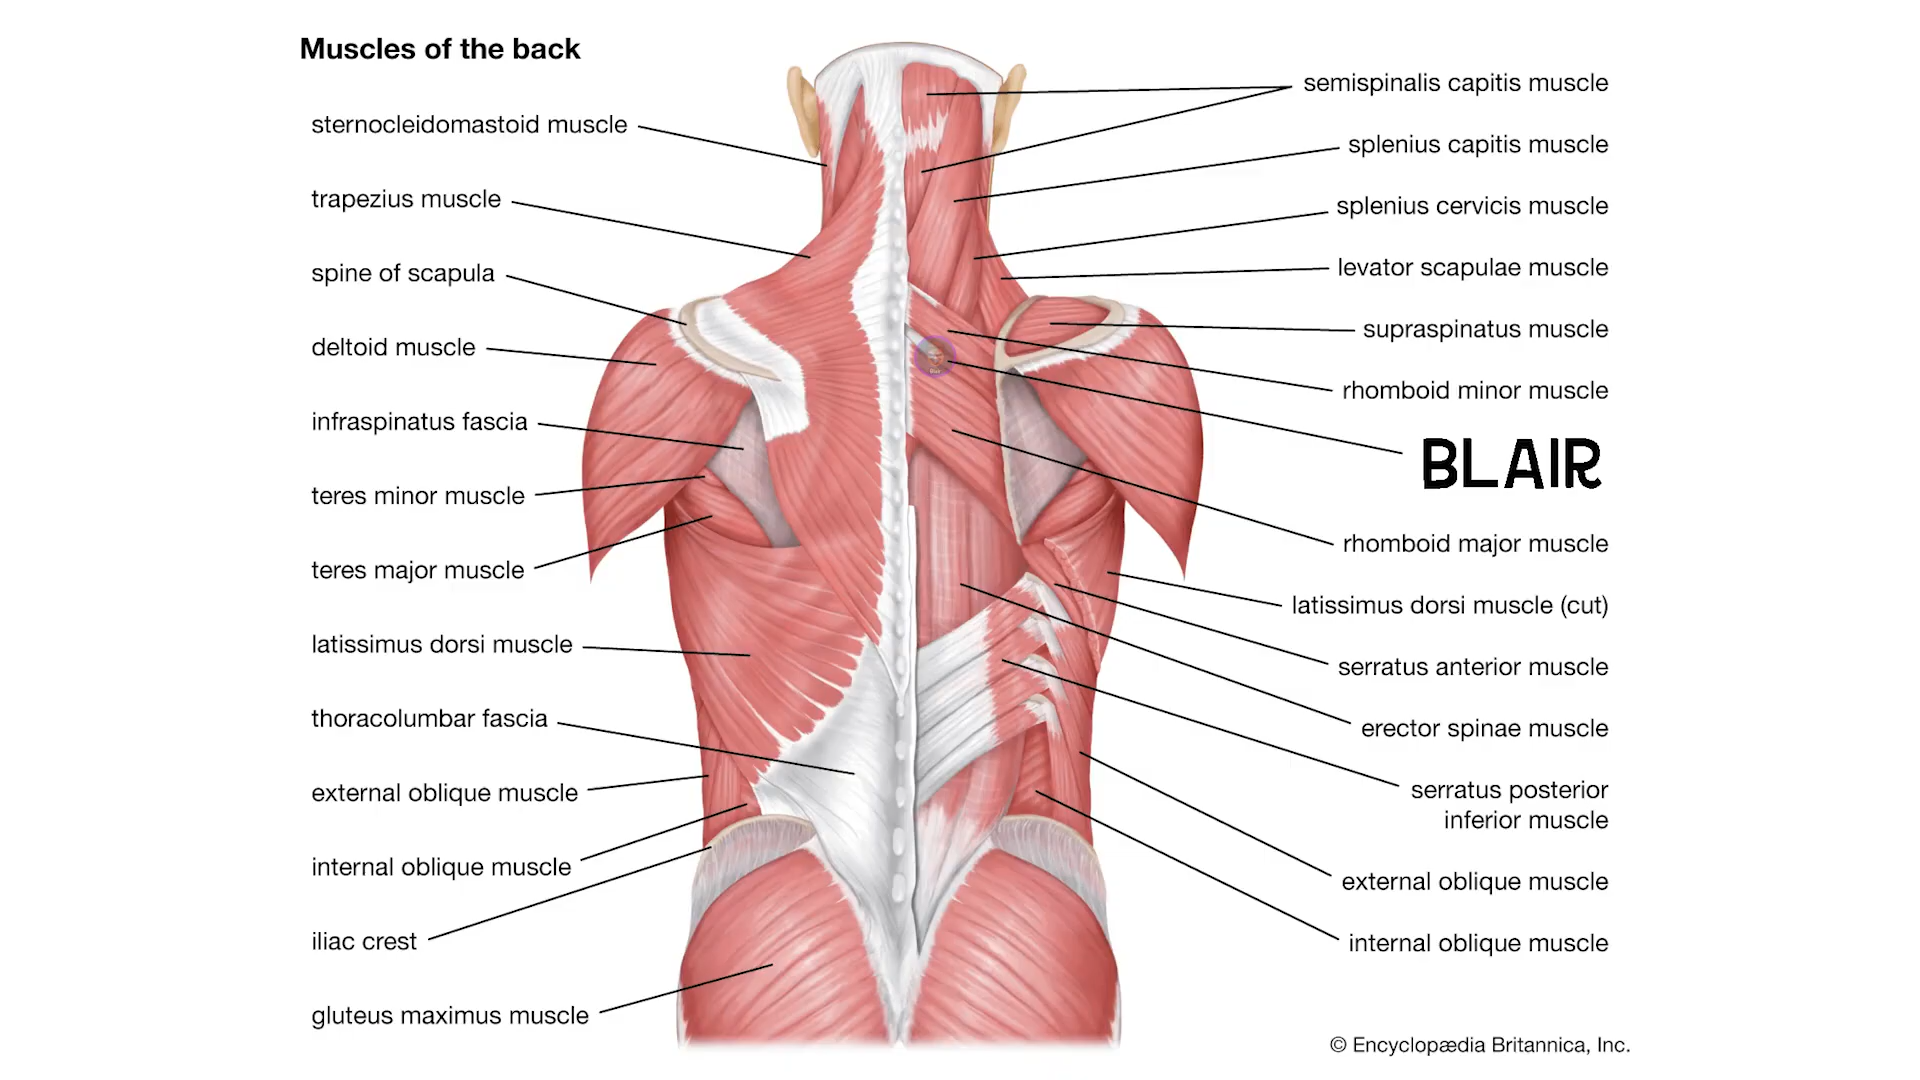 Muscles of the back
sternocleidomastoid muscle
trapezius muscle
spine of scapula
deltoid muscle
infraspinatus fascia
teres minor muscle
teres major muscle
latissimus dorsi muscle
thoracolumbar fascia
external oblique muscle
internal oblique muscle
iliac crest
gluteus maximus muscle
semispinalis capitis muscle
splenius capitis muscle
splenius cervicis muscle
levator scapulae muscle
supraspinatus muscle
rhomboid minor muscle
BLAIR
rhomboid major muscle
latissimus dorsi muscle (cut)
serratus anterior muscle
erector spinae muscle
serratus posterior
inferior muscle
external oblique muscle
internal oblique muscle
© Encyclopædia Britannica, Inc.